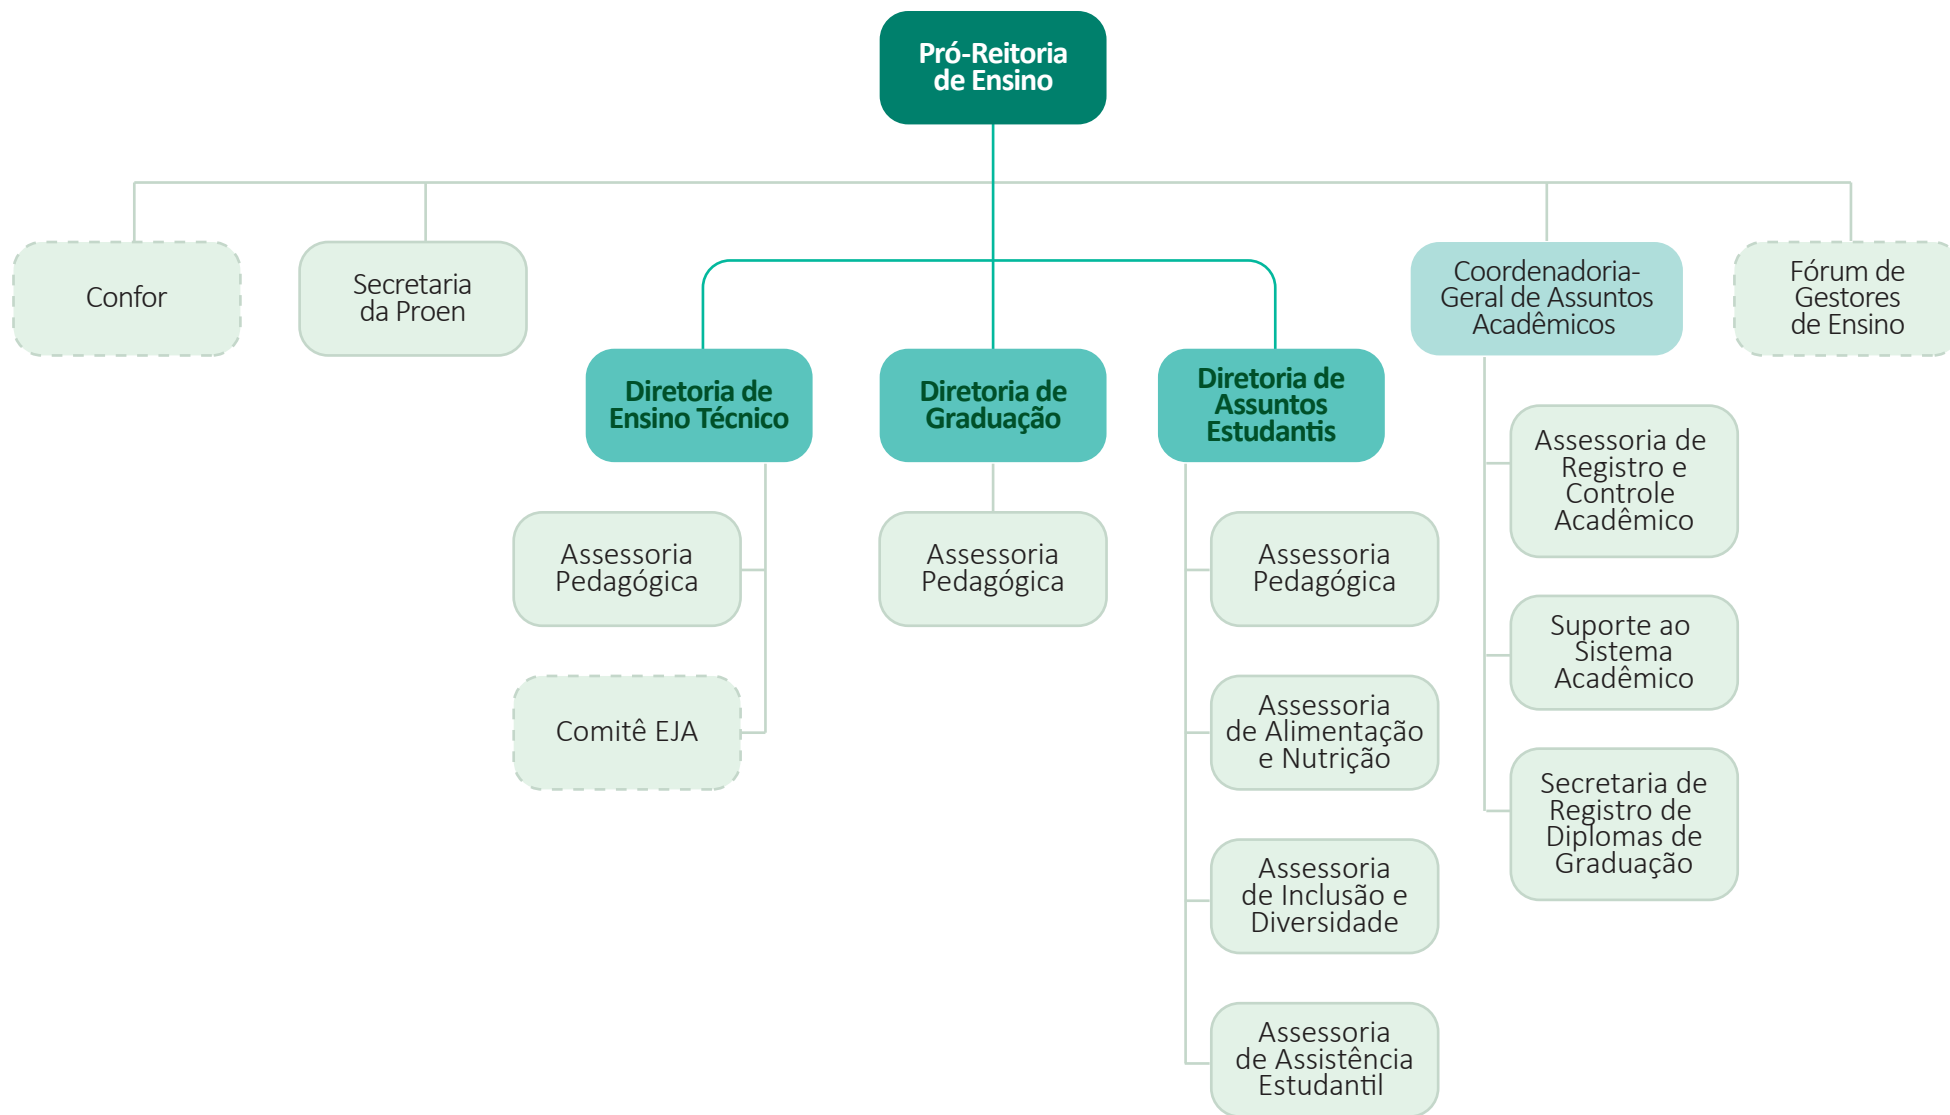 Pró-Reitoria
de Ensino
Confor
Secretaria
da Proen
Coordenadoria-
Geral de Assuntos
Acadêmicos
Fórum de
Gestores
de Ensino
Diretoria de
Ensino Técnico
Diretoria de
Graduação
Diretoria de
Assuntos
Estudantis
Assessoria
Pedagógica
Comitê EJA
Assessoria
Pedagógica
Assessoria
Pedagógica
Assessoria
de Alimentação
e Nutrição
Assessoria
de Inclusão e
Diversidade
Assessoria
de Assistência
Estudantil
Assessoria de
Registro e
Controle
Acadêmico
Suporte ao
Sistema
Acadêmico
Secretaria de
Registro de
Diplomas de
Graduação